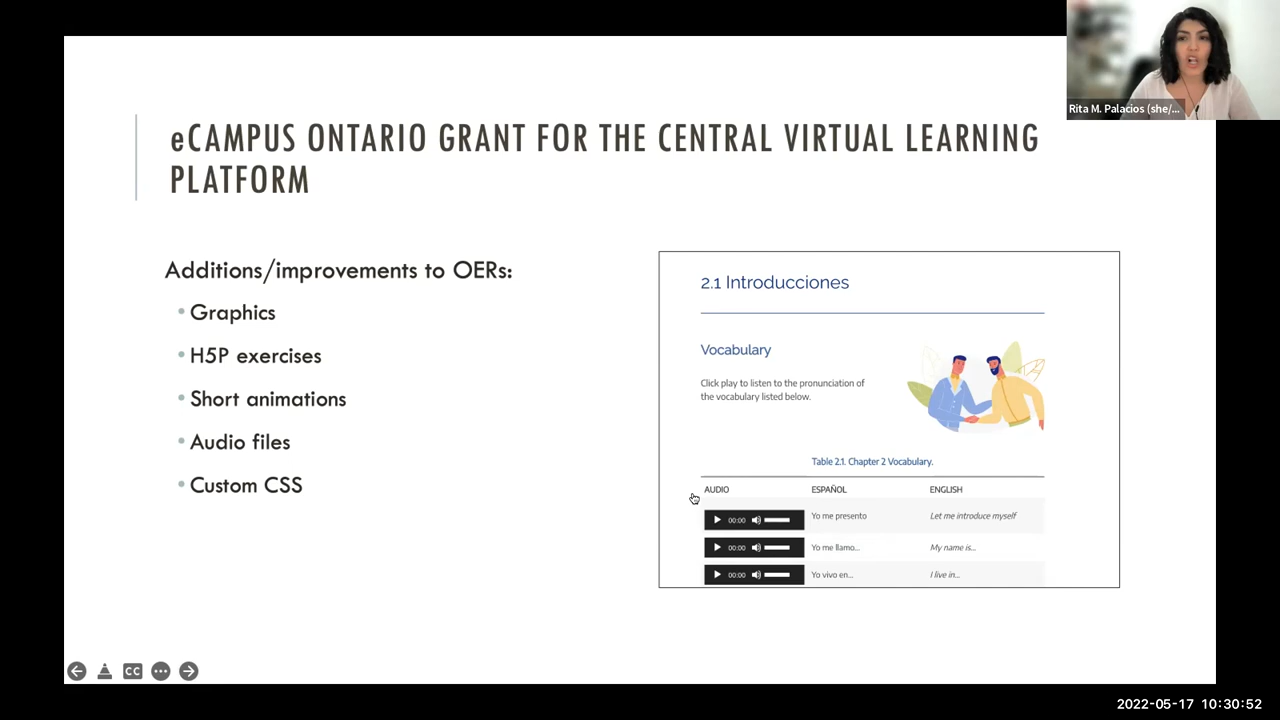 Rita M. Palacios (she/...
eCAMPUS ONTARIO GRANT FOR THE CENTRAL VIRTUAL LEARNING
PLATFORM
Additions/improvements to OERs:
• Graphics
• H5P exercises
• Short animations
• Audio files
• Custom CSS
2.1 Introducciones
Vocabulary
Click play to listen to the pronunciation of
the vocabulary listed below.
Table 2.1. Chapter 2 Vocabulary.
AUDIO ESPAÑOL ENGLISH
00:00 Yo me presento Let me introduce myself
00:00 Yo me llamo... My name is...
00:00 Yo vivo en... I live in...
CC
2022-05-17 10:30:52